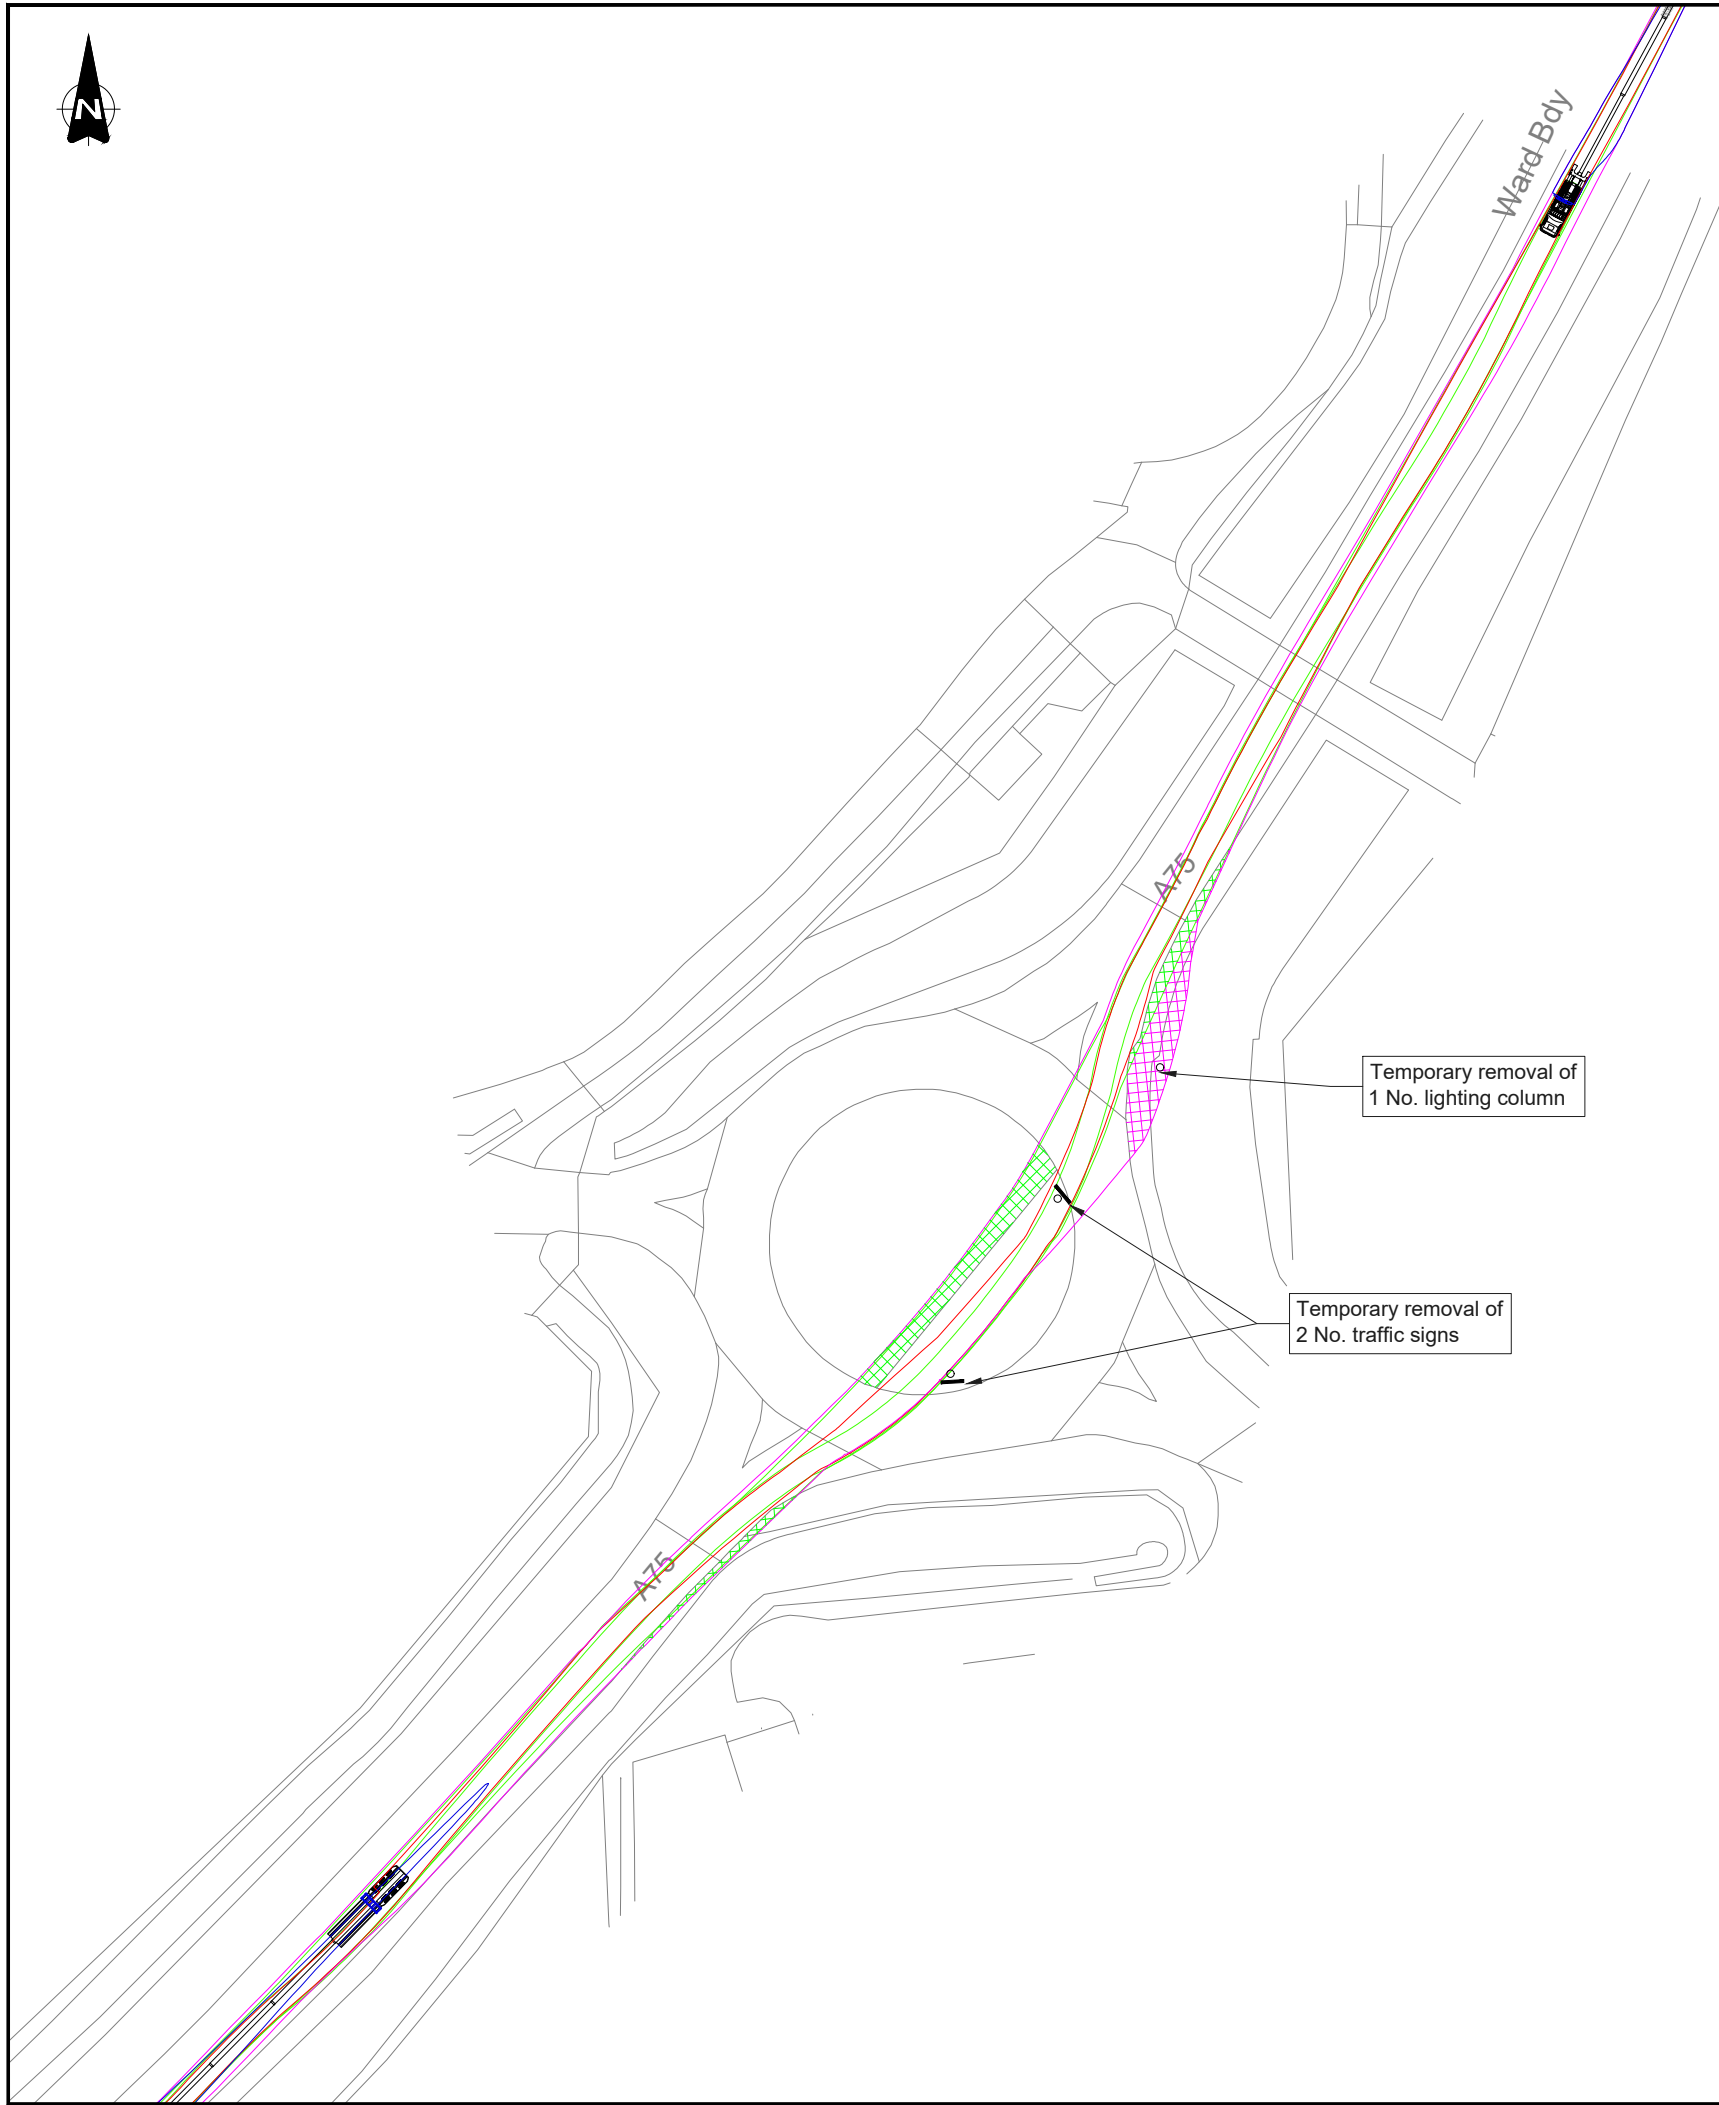 N
Ward Bdy
A75
Temporary removal of
1 No. lighting column
Temporary removal of
2 No. traffic signs
A75